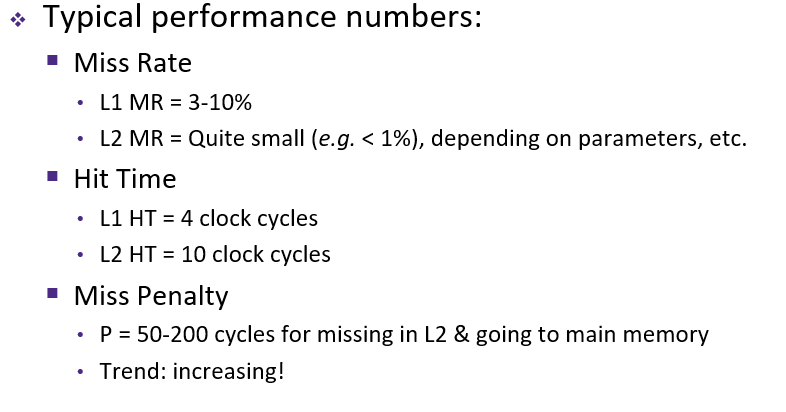 ❖ Typical performance numbers:
▪ Miss Rate
• L1 MR = 3-10%
• L2 MR = Quite small (e.g. < 1%), depending on parameters, etc.
▪ Hit Time
• L1 HT = 4 clock cycles
• L2 HT = 10 clock cycles
▪ Miss Penalty
• P = 50-200 cycles for missing in L2 & going to main memory
• Trend: increasing!